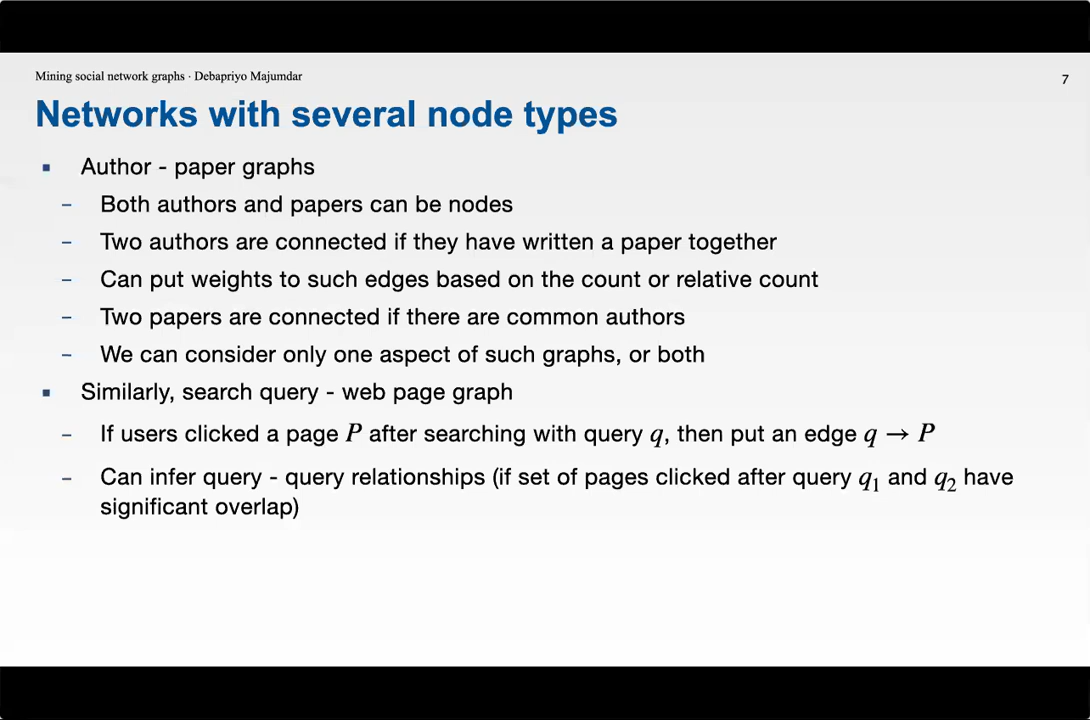 Mining social network graphs · Debapriyo Majumdar
7
Networks with several node types
▪ Author - paper graphs
– Both authors and papers can be nodes
– Two authors are connected if they have written a paper together
– Can put weights to such edges based on the count or relative count
– Two papers are connected if there are common authors
– We can consider only one aspect of such graphs, or both
▪ Similarly, search query - web page graph
– If users clicked a page P after searching with query q, then put an edge q → P
– Can infer query - query relationships (if set of pages clicked after query q₁ and q₂ have
significant overlap)